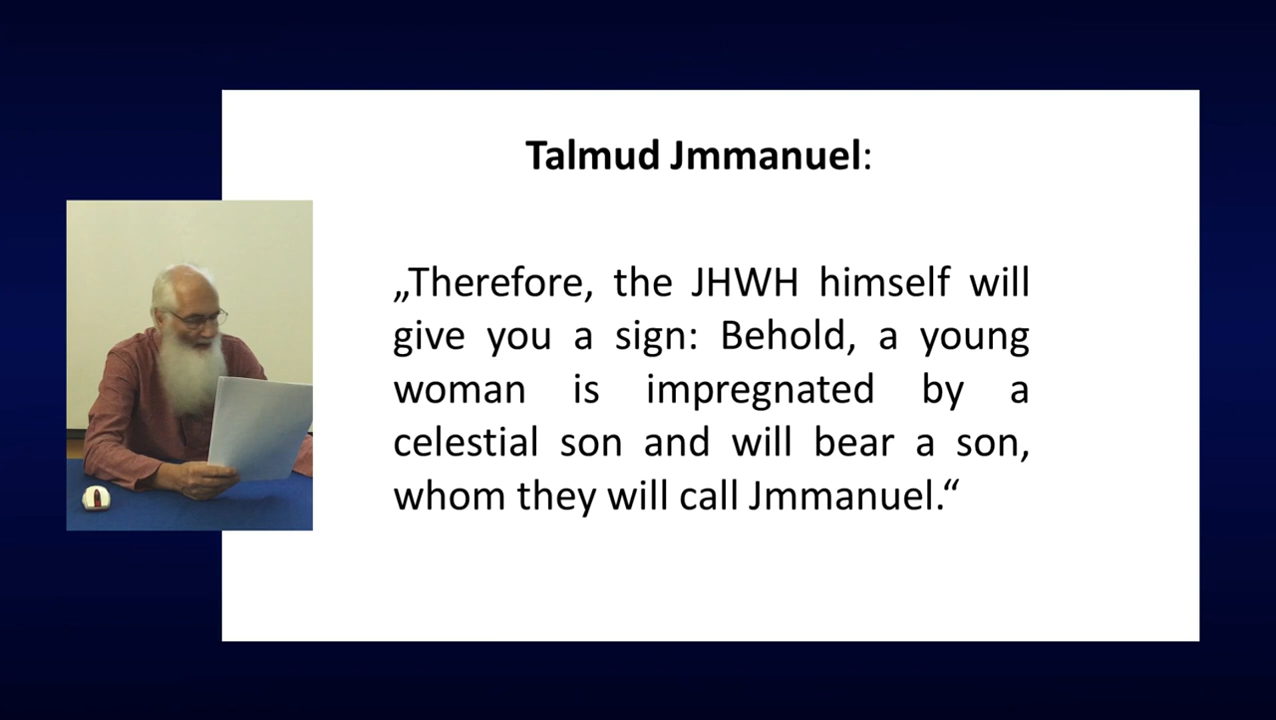 Talmud Jmmanuel:
„Therefore, the JHWH himself will
give you a sign: Behold, a young
woman is impregnated by a
celestial son and will bear a son,
whom they will call Jmmanuel.“